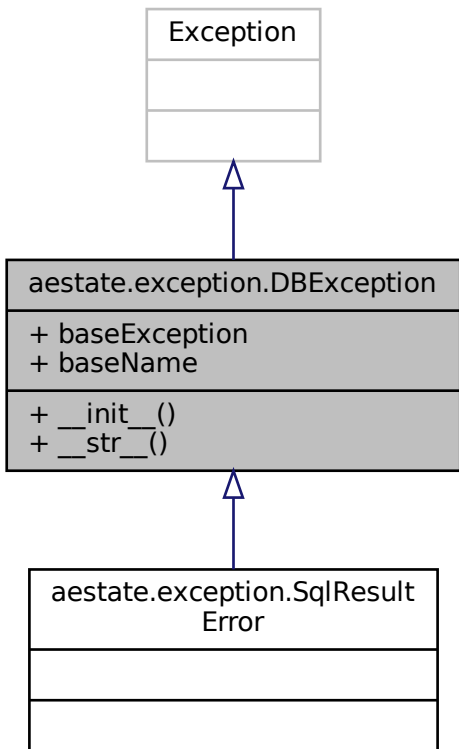 Exception
aestate.exception.DBException
+ baseException
+ baseName
+ __init__()
+ __str__()
aestate.exception.SqlResult
Error